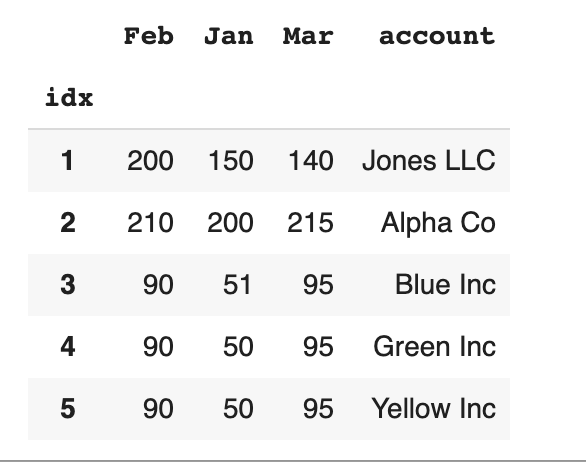 Feb Jan Mar account
idx
1 200 150 140 Jones LLC
2 210 200 215 Alpha Co
3 90 51 95 Blue Inc
4 90 50 95 Green Inc
5 90 50 95 Yellow Inc